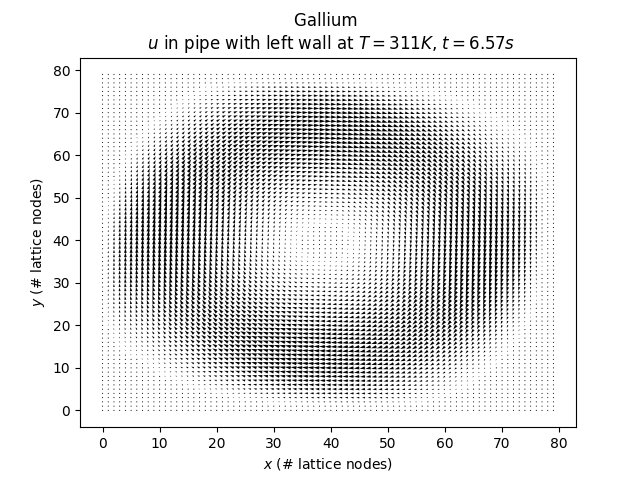 Gallium
u in pipe with left wall at T = 311K, t = 6.57s
80
70
60
50
40
30
20
10
0
y (# lattice nodes)
0 10 20 30 40 50 60 70 80
x (# lattice nodes)